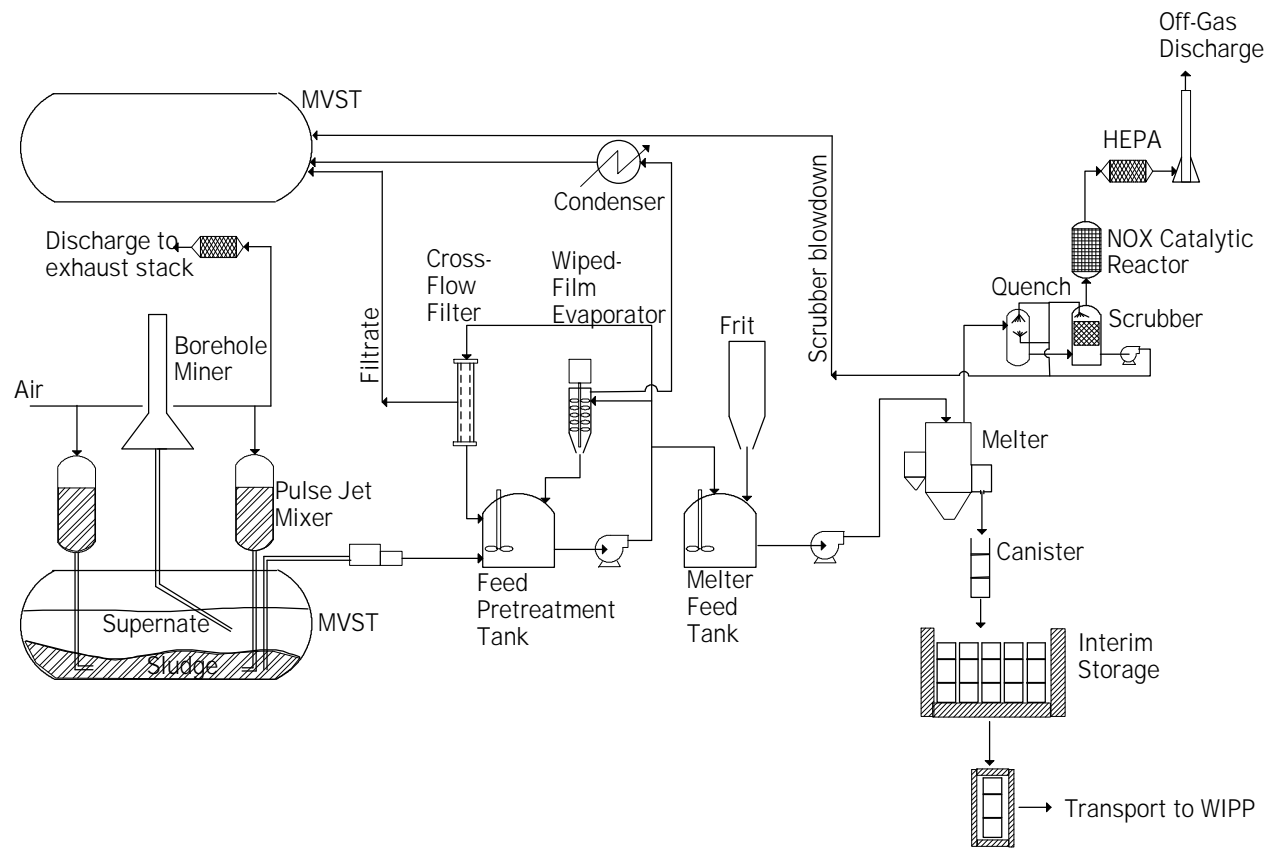 Off-Gas
Discharge
MVST
HEPA
Condenser
Scrubber blowdown
Discharge to
exhaust stack
NOX Catalytic
Reactor
Cross-
Flow
Filter
Wiped-
Film
Evaporator
Quench
Scrubber
Frit
Filtrate
Borehole
Miner
Air
Melter
Pulse Jet
Mixer
Canister
Feed
Pretreatment
Tank
Melter
Feed
Tank
Supernate
MVST
Sludge
Interim
Storage
Transport to WIPP